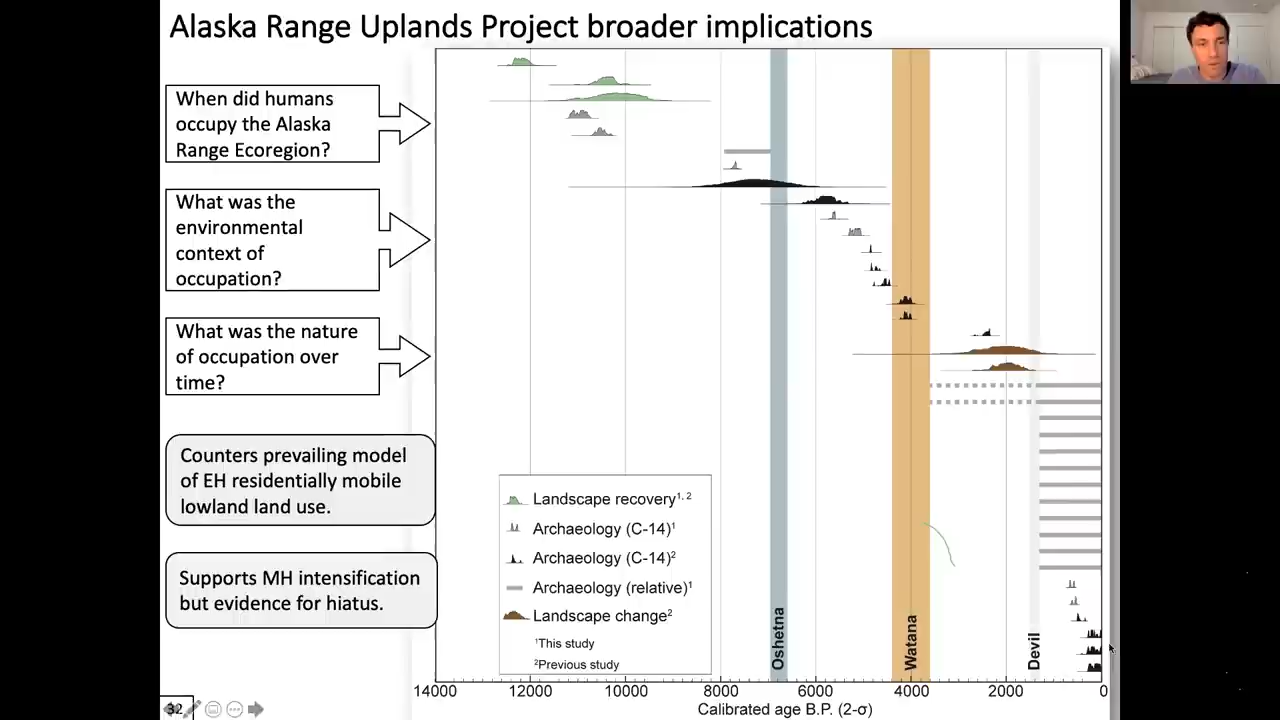 Alaska Range Uplands Project broader implications
When did humans
occupy the Alaska
Range Ecoregion?
What was the
environmental
context of
occupation?
What was the nature
of occupation over
time?
Counters prevailing model
of EH residentially mobile
lowland land use.
Supports MH intensification
but evidence for hiatus.
Landscape recovery¹,²
Archaeology (C-14)¹
Archaeology (C-14)²
Archaeology (relative)¹
Landscape change²
¹This study
²Previous study
Oshetna
Watana
Devil
14000 12000 10000 8000 6000 4000 2000 0
Calibrated age B.P. (2-σ)
32